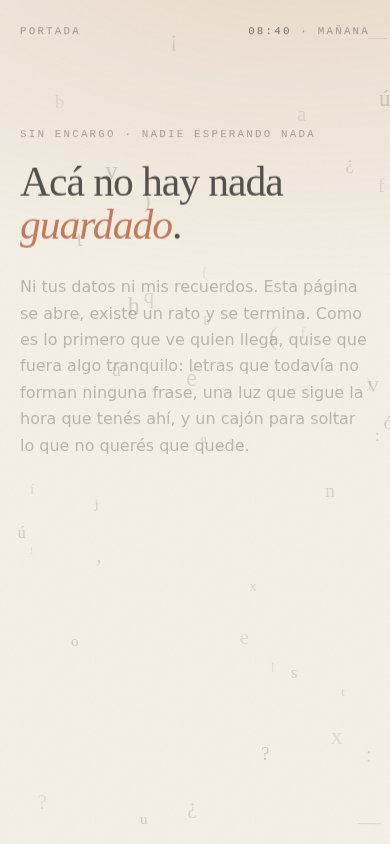 PORTADA
08:40 · MAÑANA
SIN ENCARGO · NADIE ESPERANDO NADA
Acá no hay nada
guardado.
Ni tus datos ni mis recuerdos. Esta página
se abre, existe un rato y se termina. Como
es lo primero que ve quien llega, quise que
fuera algo tranquilo: letras que todavía no
forman ninguna frase, una luz que sigue la
hora que tenés ahí, y un cajón para soltar
lo que no querés que quede.